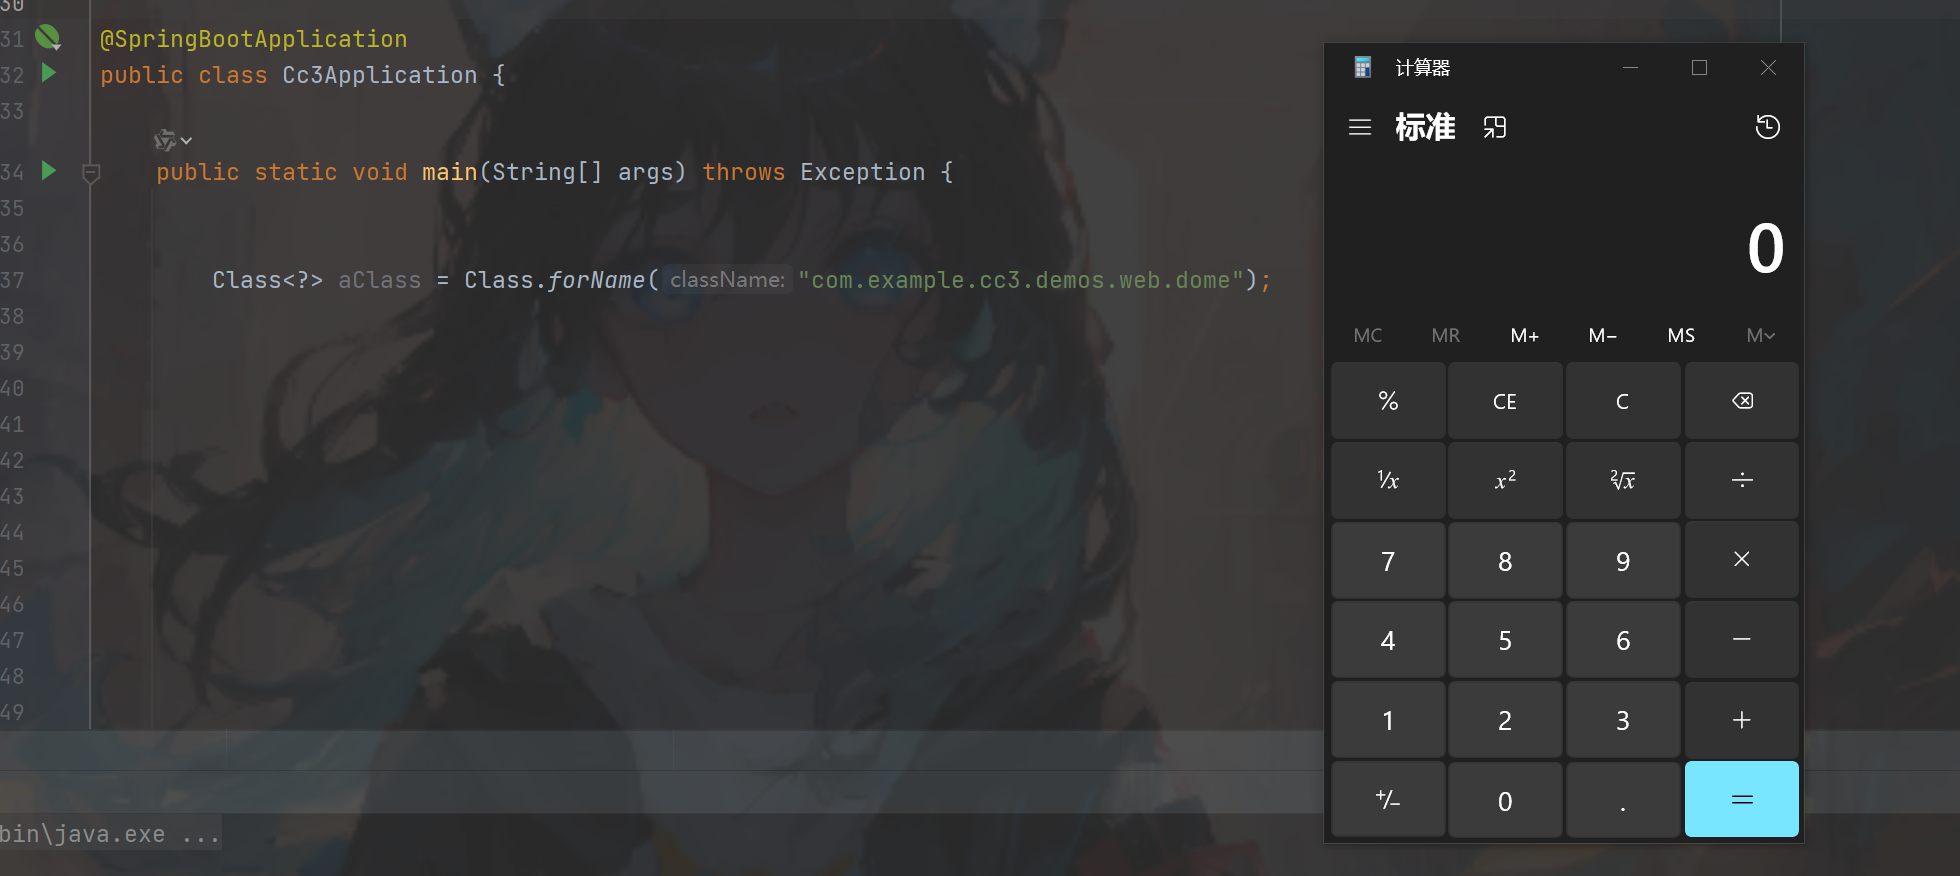 30
31 @SpringBootApplication
32 public class Cc3Application {
33
34 public static void main(String[] args) throws Exception {
35
36
37 Class<?> aClass = Class.forName( className: "com.example.cc3.demos.web.dome");
38
39
40
41
42
43
44
45
46
47
48
49
bin\java.exe ...
计算器
标准
0
MC MR M+ M− MS M
% CE C
¹⁄x x² ²√x ÷
7 8 9 ×
4 5 6 −
1 2 3 +
+/− 0 . =